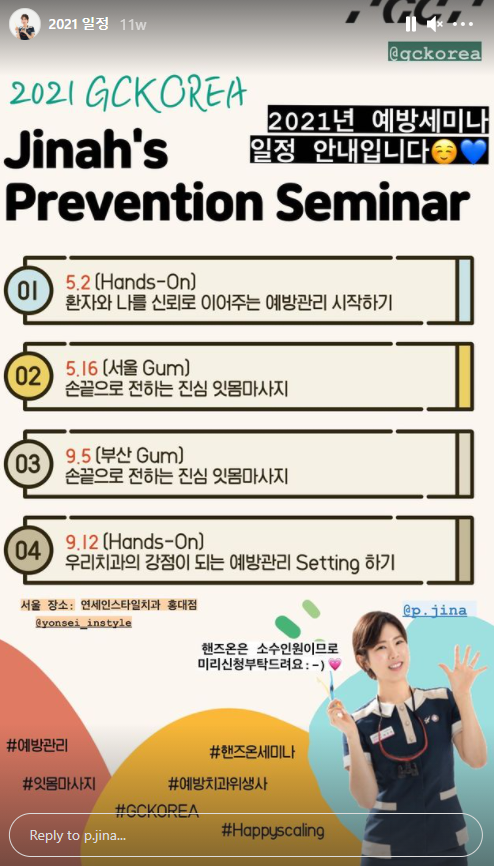 2021 일정 11w
GC
@gckorea
2021 GCKOREA
2021년 예방세미나
일정 안내입니다☺️💙
Jinah's
Prevention Seminar
01
5.2 (Hands-On)
환자와 나를 신뢰로 이어주는 예방관리 시작하기
02
5.16 (서울 Gum)
손끝으로 전하는 진심 잇몸마사지
03
9.5 (부산 Gum)
손끝으로 전하는 진심 잇몸마사지
04
9.12 (Hands-On)
우리치과의 강점이 되는 예방관리 Setting 하기
서울 장소: 연세인스타일치과 홍대점
@yonsei_instyle
@p.jina
핸즈온은 소수인원이므로
미리신청부탁드려요:-)💗
#예방관리
#핸즈온세미나
#잇몸마사지
#예방치과위생사
#GCKOREA
#Happyscaling
Reply to p.jina...